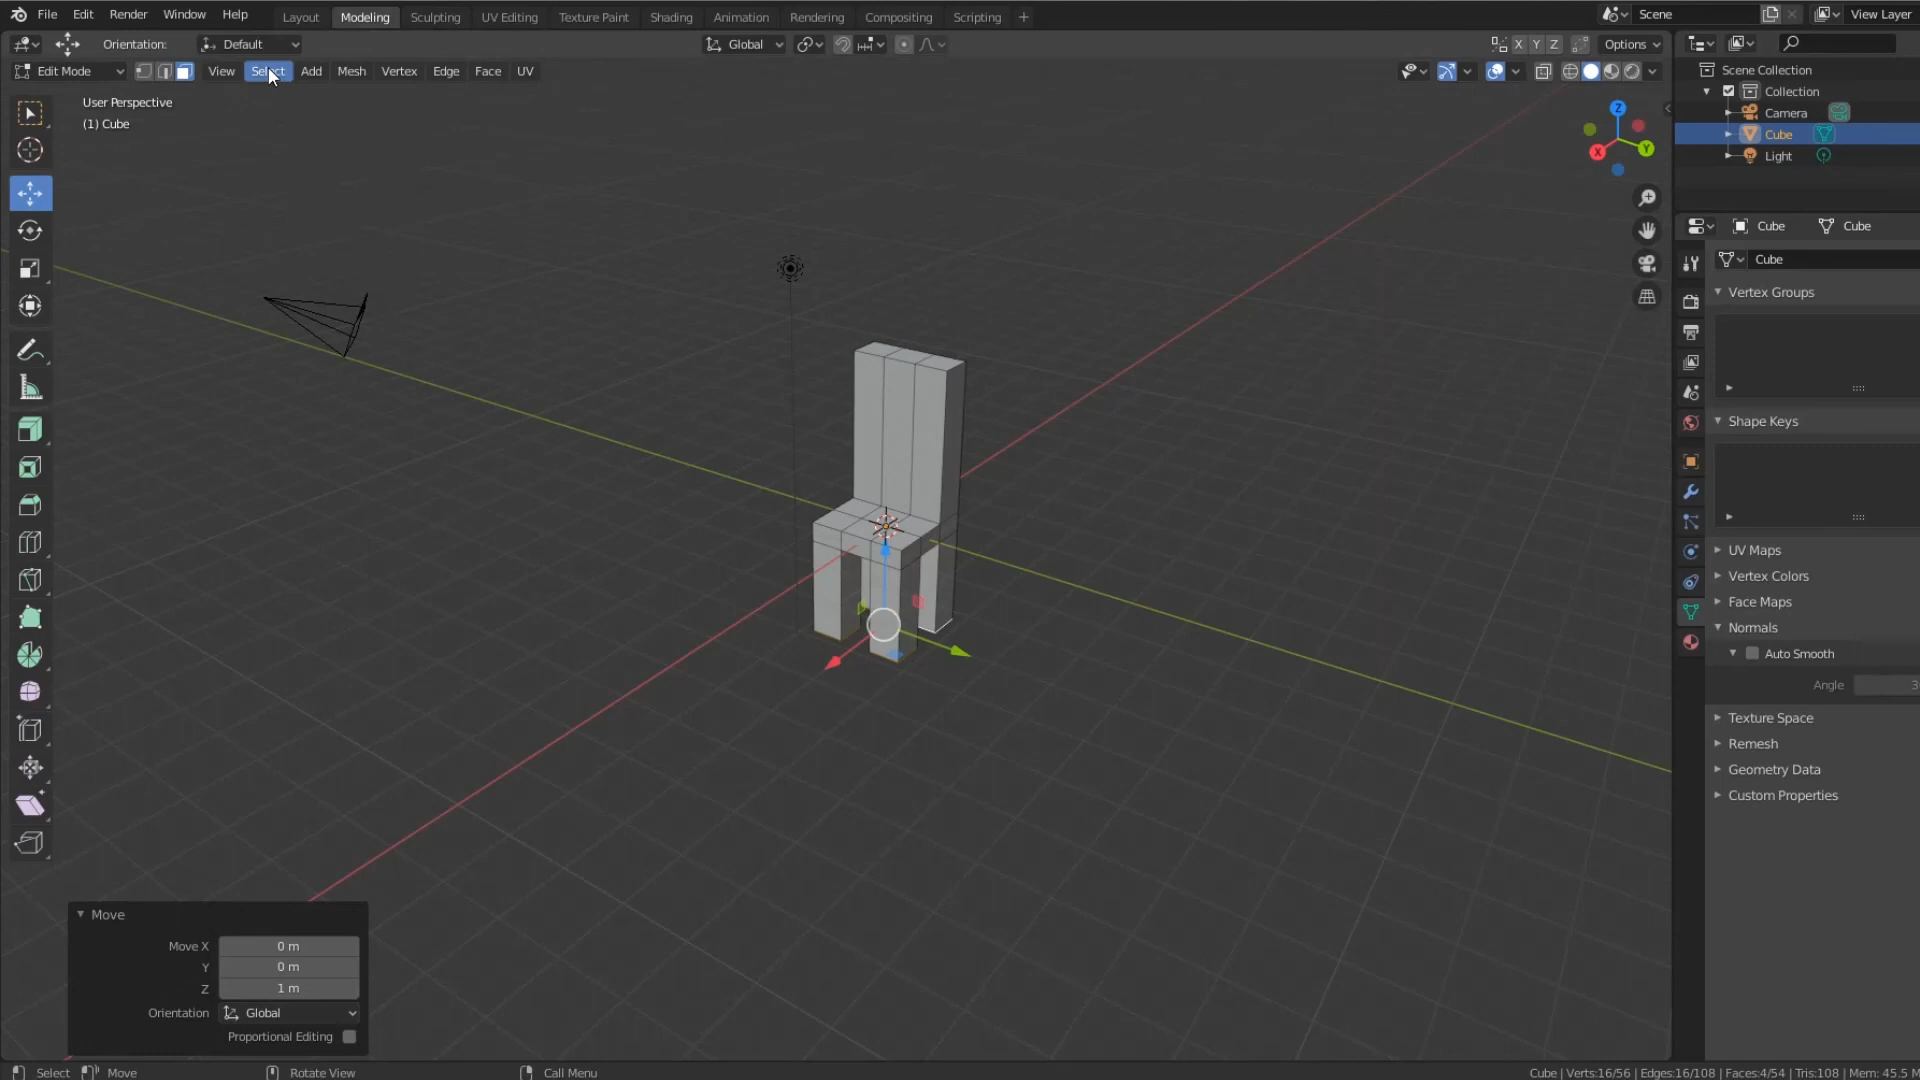 File Edit Render Window Help Layout Modeling Sculpting UV Editing Texture Paint Shading Animation Rendering Compositing Scripting + Scene View Layer
Orientation: Default Global X Y Z Options
Edit Mode View Select Add Mesh Vertex Edge Face UV
User Perspective
(1) Cube
Z
Y
X
Scene Collection
Collection
Camera
Cube
Light
Cube Cube
Cube
Vertex Groups
Shape Keys
UV Maps
Vertex Colors
Face Maps
Normals
Auto Smooth
Angle 3
Texture Space
Remesh
Geometry Data
Custom Properties
Move
Move X 0 m
Y 0 m
Z 1 m
Orientation Global
Proportional Editing
Select Move Rotate View Call Menu Cube | Verts:16/56 | Edges:16/108 | Faces:4/54 | Tris:108 | Mem: 45.5 M